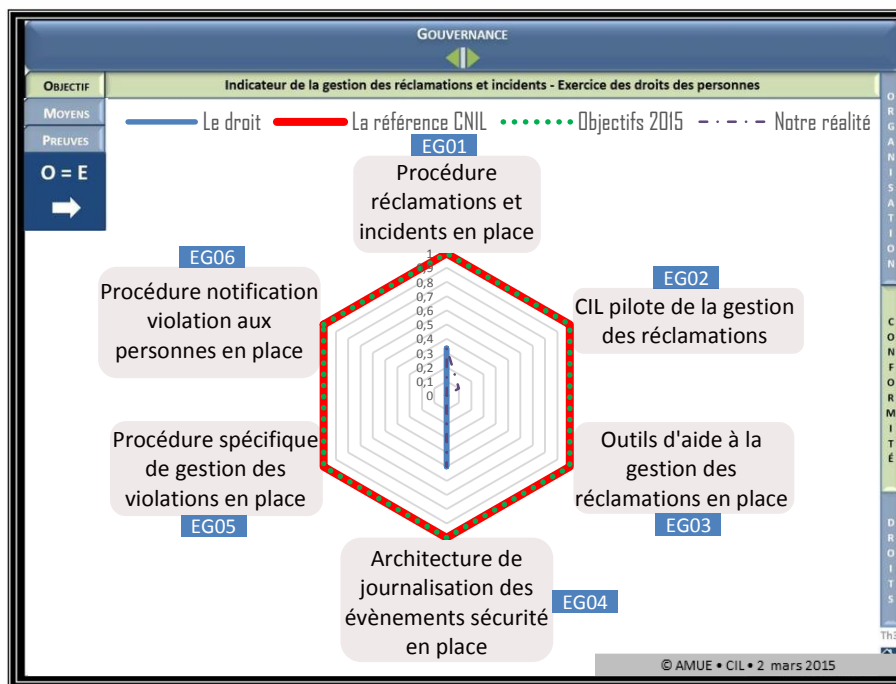 GOUVERNANCE
OBJECTIF
Indicateur de la gestion des réclamations et incidents - Exercice des droits des personnes
MOYENS
PREUVES
O = E
Le droit
La référence CNIL
Objectifs 2015
Notre réalité
EG01
Procédure
réclamations et
incidents en place
EG02
CIL pilote de la gestion
des réclamations
EG06
Procédure notification
violation aux
personnes en place
1
0,9
0,8
0,7
0,6
0,5
0,4
0,3
0,2
0,1
0
Procédure spécifique
de gestion des
violations en place
EG05
Outils d'aide à la
gestion des
réclamations en place
EG03
Architecture de
journalisation des
évènements sécurité
en place
EG04
ORGANISATION
CONFORMITÉ
DROITS
© AMUE • CIL • 2 mars 2015